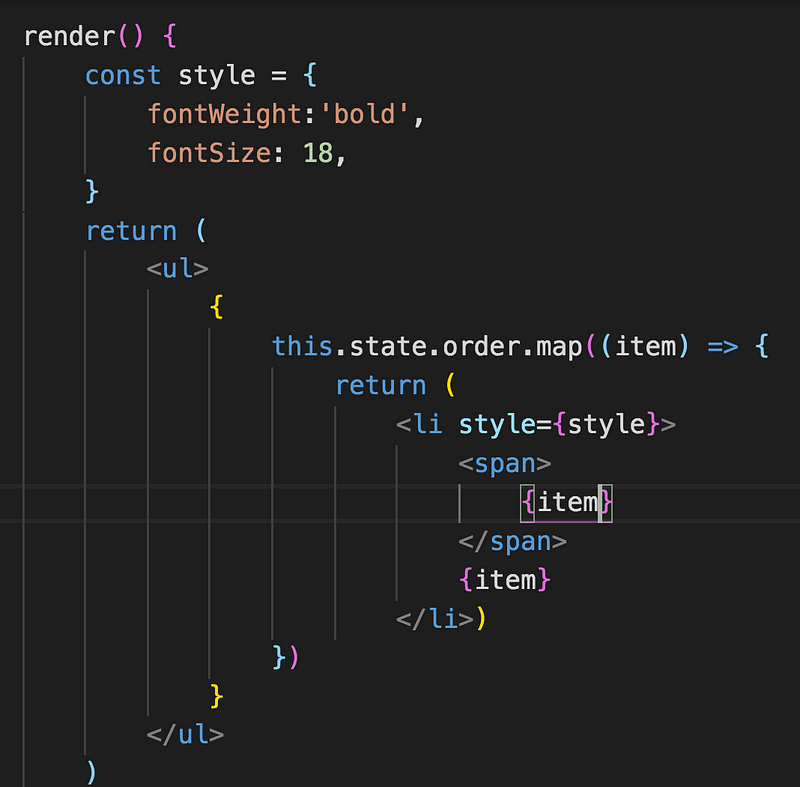 render() {
    const style = {
        fontWeight:'bold',
        fontSize: 18,
    }
    return (
        <ul>
            {
                this.state.order.map((item) => {
                    return (
                        <li style={style}>
                            <span>
                                {item}
                            </span>
                            {item}
                        </li>)
                })
            }
        </ul>
    )